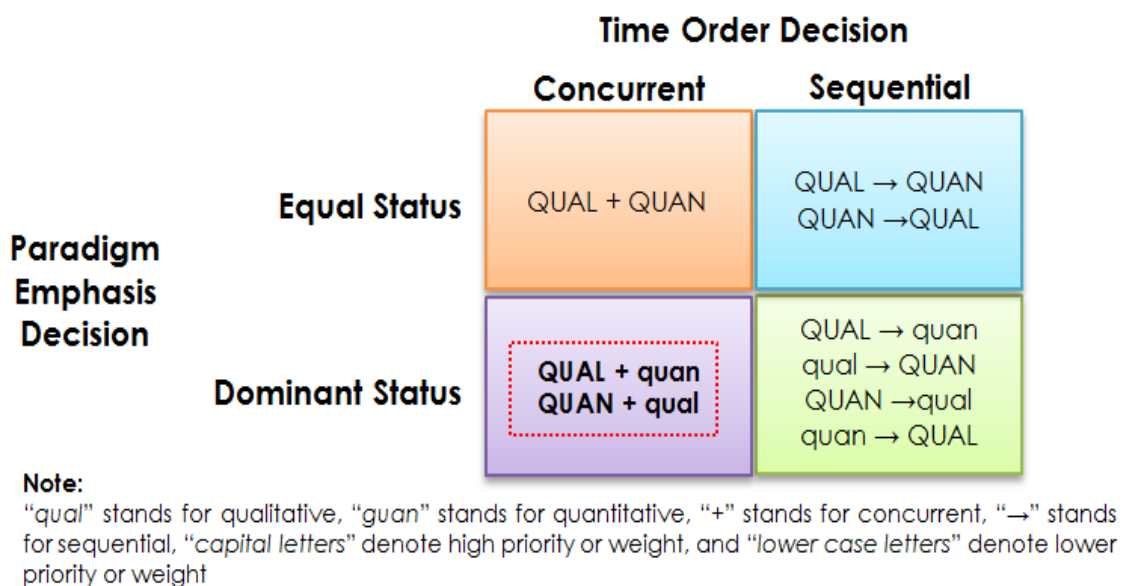 Time Order Decision
Concurrent
Sequential
Equal Status
QUAL + QUAN
QUAL → QUAN
QUAN →QUAL
Paradigm
Emphasis
Decision
Dominant Status
QUAL + quan
QUAN + qual
QUAL → quan
qual → QUAN
QUAN →qual
quan → QUAL
Note:
“qual” stands for qualitative, “guan” stands for quantitative, “+” stands for concurrent, “→” stands
for sequential, “capital letters” denote high priority or weight, and “lower case letters” denote lower
priority or weight